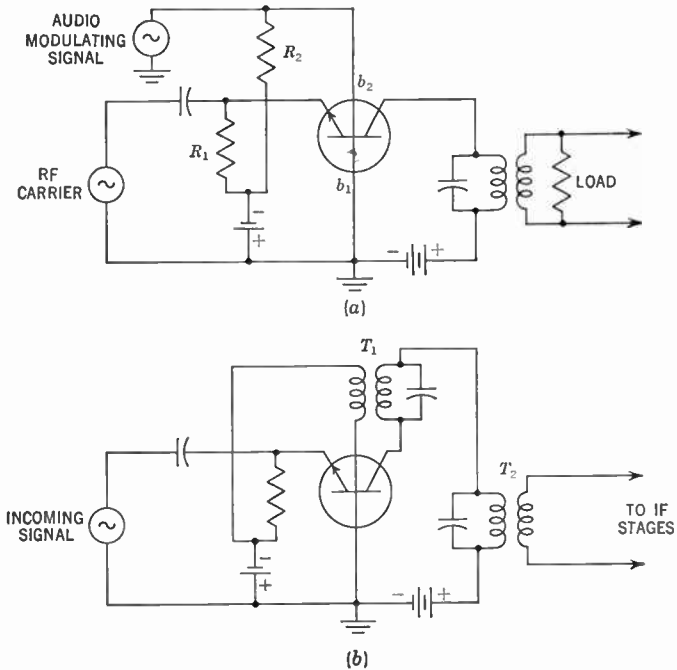 AUDIO
MODULATING
SIGNAL
R2
b2
R1
b1
RF
CARRIER
LOAD
- +
-
+
(a)
T1
T2
INCOMING
SIGNAL
TO IF
STAGES
-
+
- +
(b)